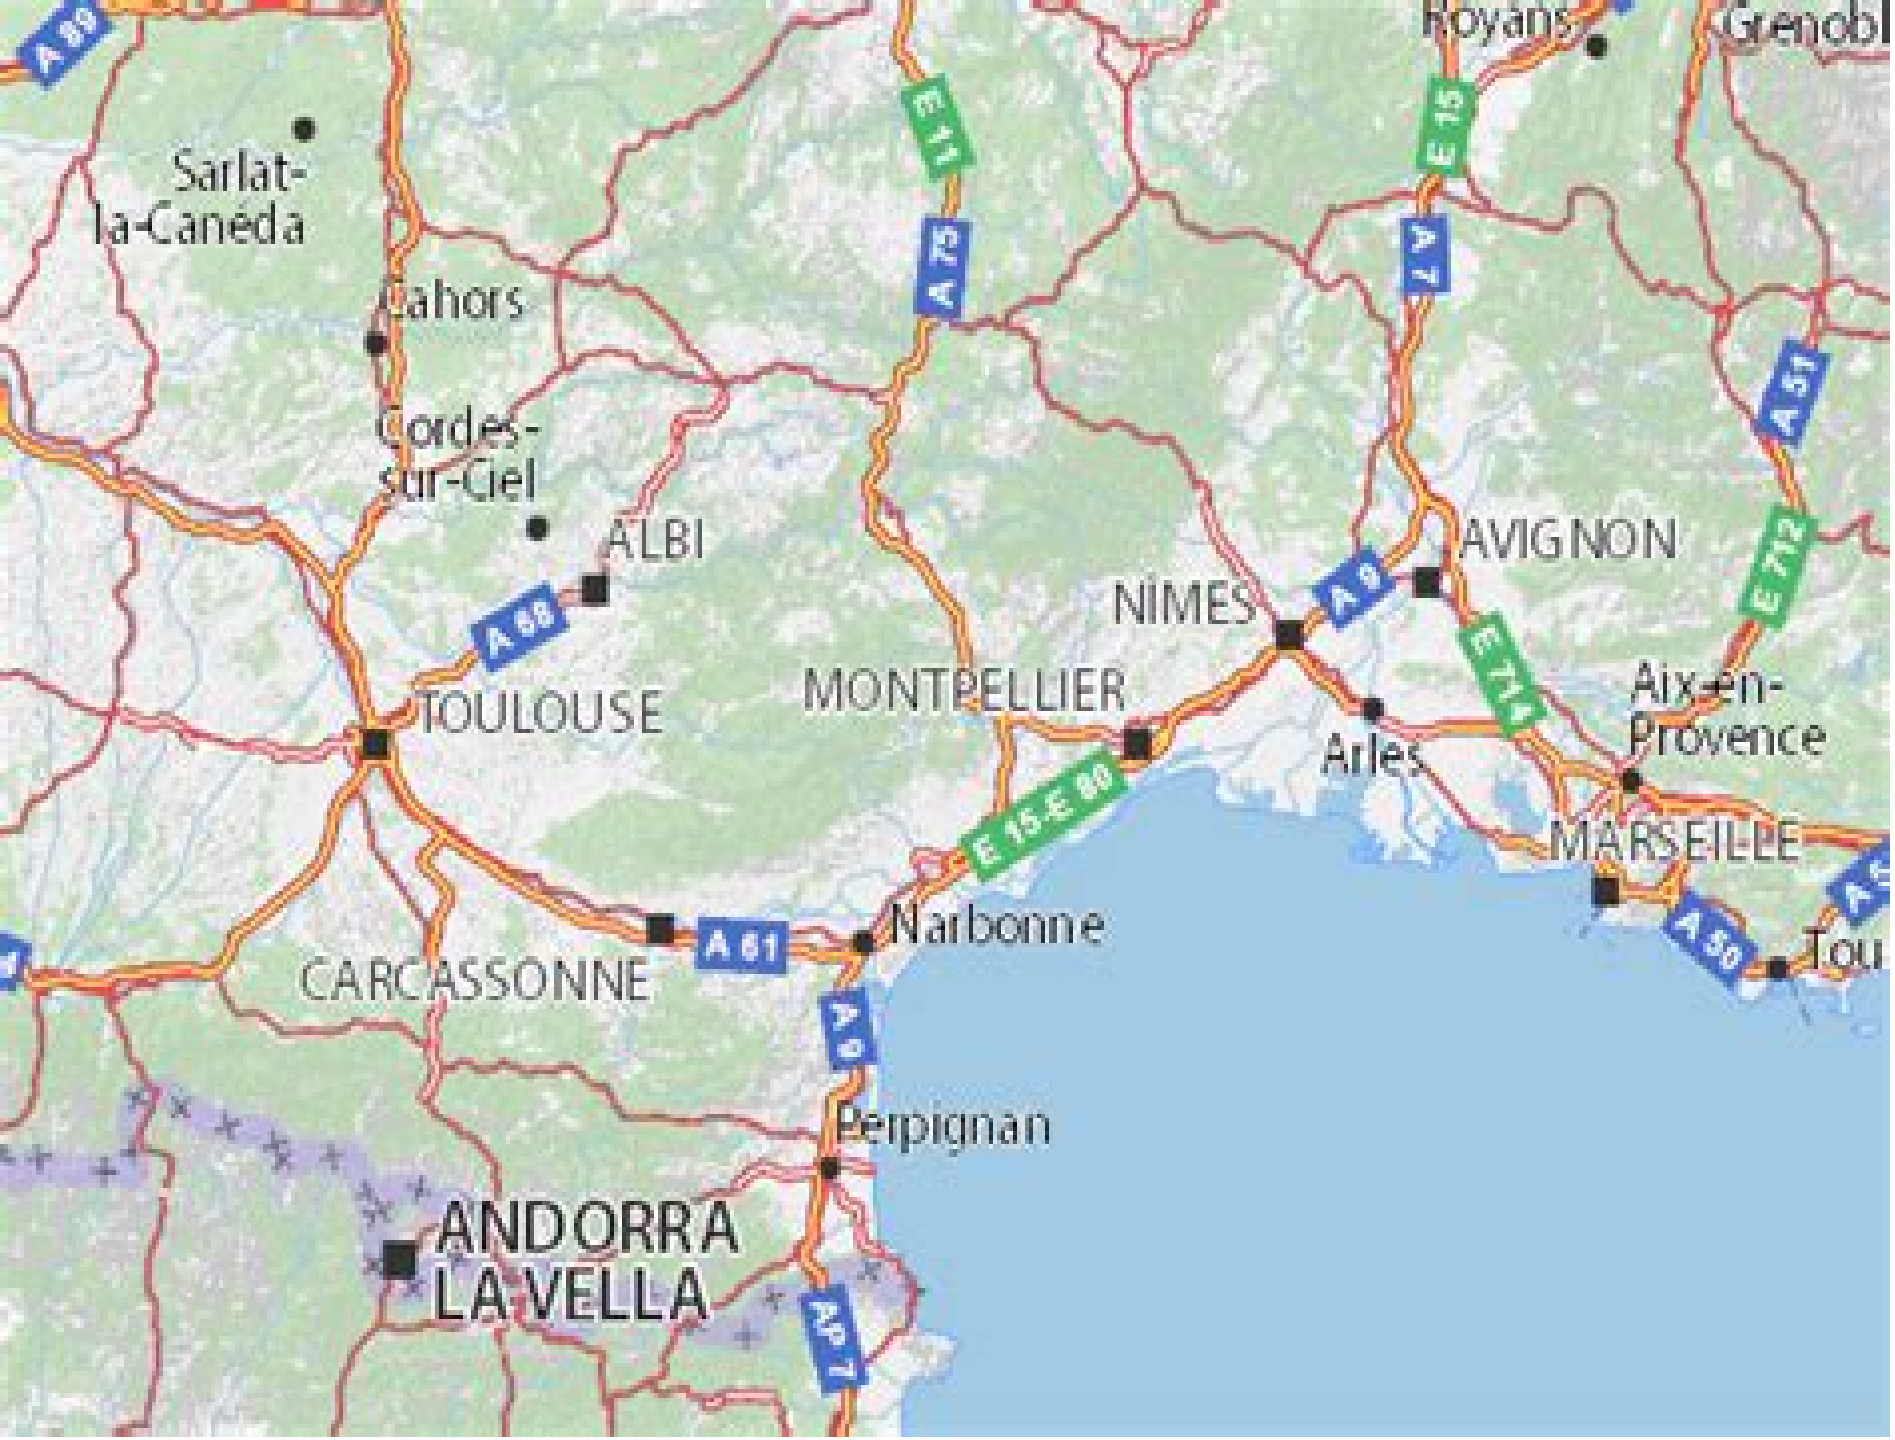 A 89
Royans
Grenobl
E 11
E 15
Sarlat-
la-Canéda
A 75
A 7
Cahors
A 51
Cordes-
sur-Ciel
ALBI
AVIGNON
E 712
A 9
NÎMES
A 68
E 714
MONTPELLIER
Aix-en-
Provence
TOULOUSE
Arles
E 15-E 80
MARSEILLE
Narbonne
A 61
A 50
Tou
CARCASSONNE
A 9
Perpignan
ANDORRA
LA VELLA
AP 7